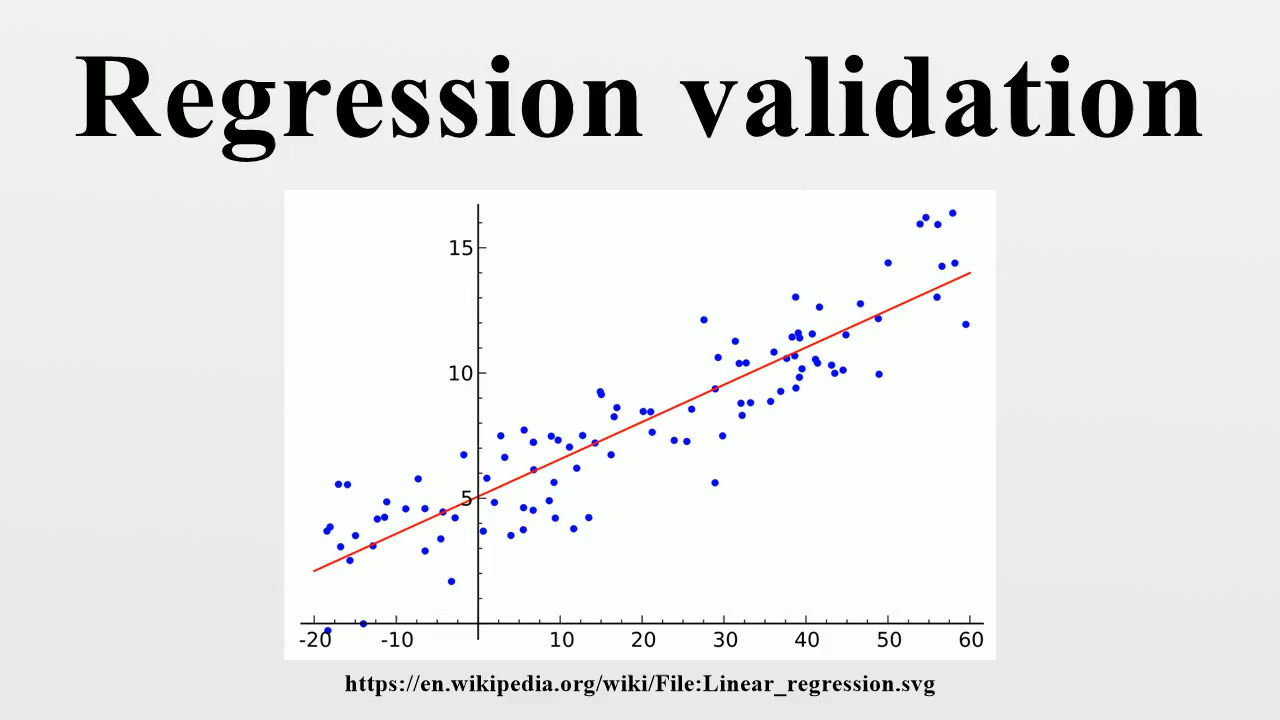 Regression validation
15
10
5
-20 -10 10 20 30 40 50 60
https://en.wikipedia.org/wiki/File:Linear_regression.svg